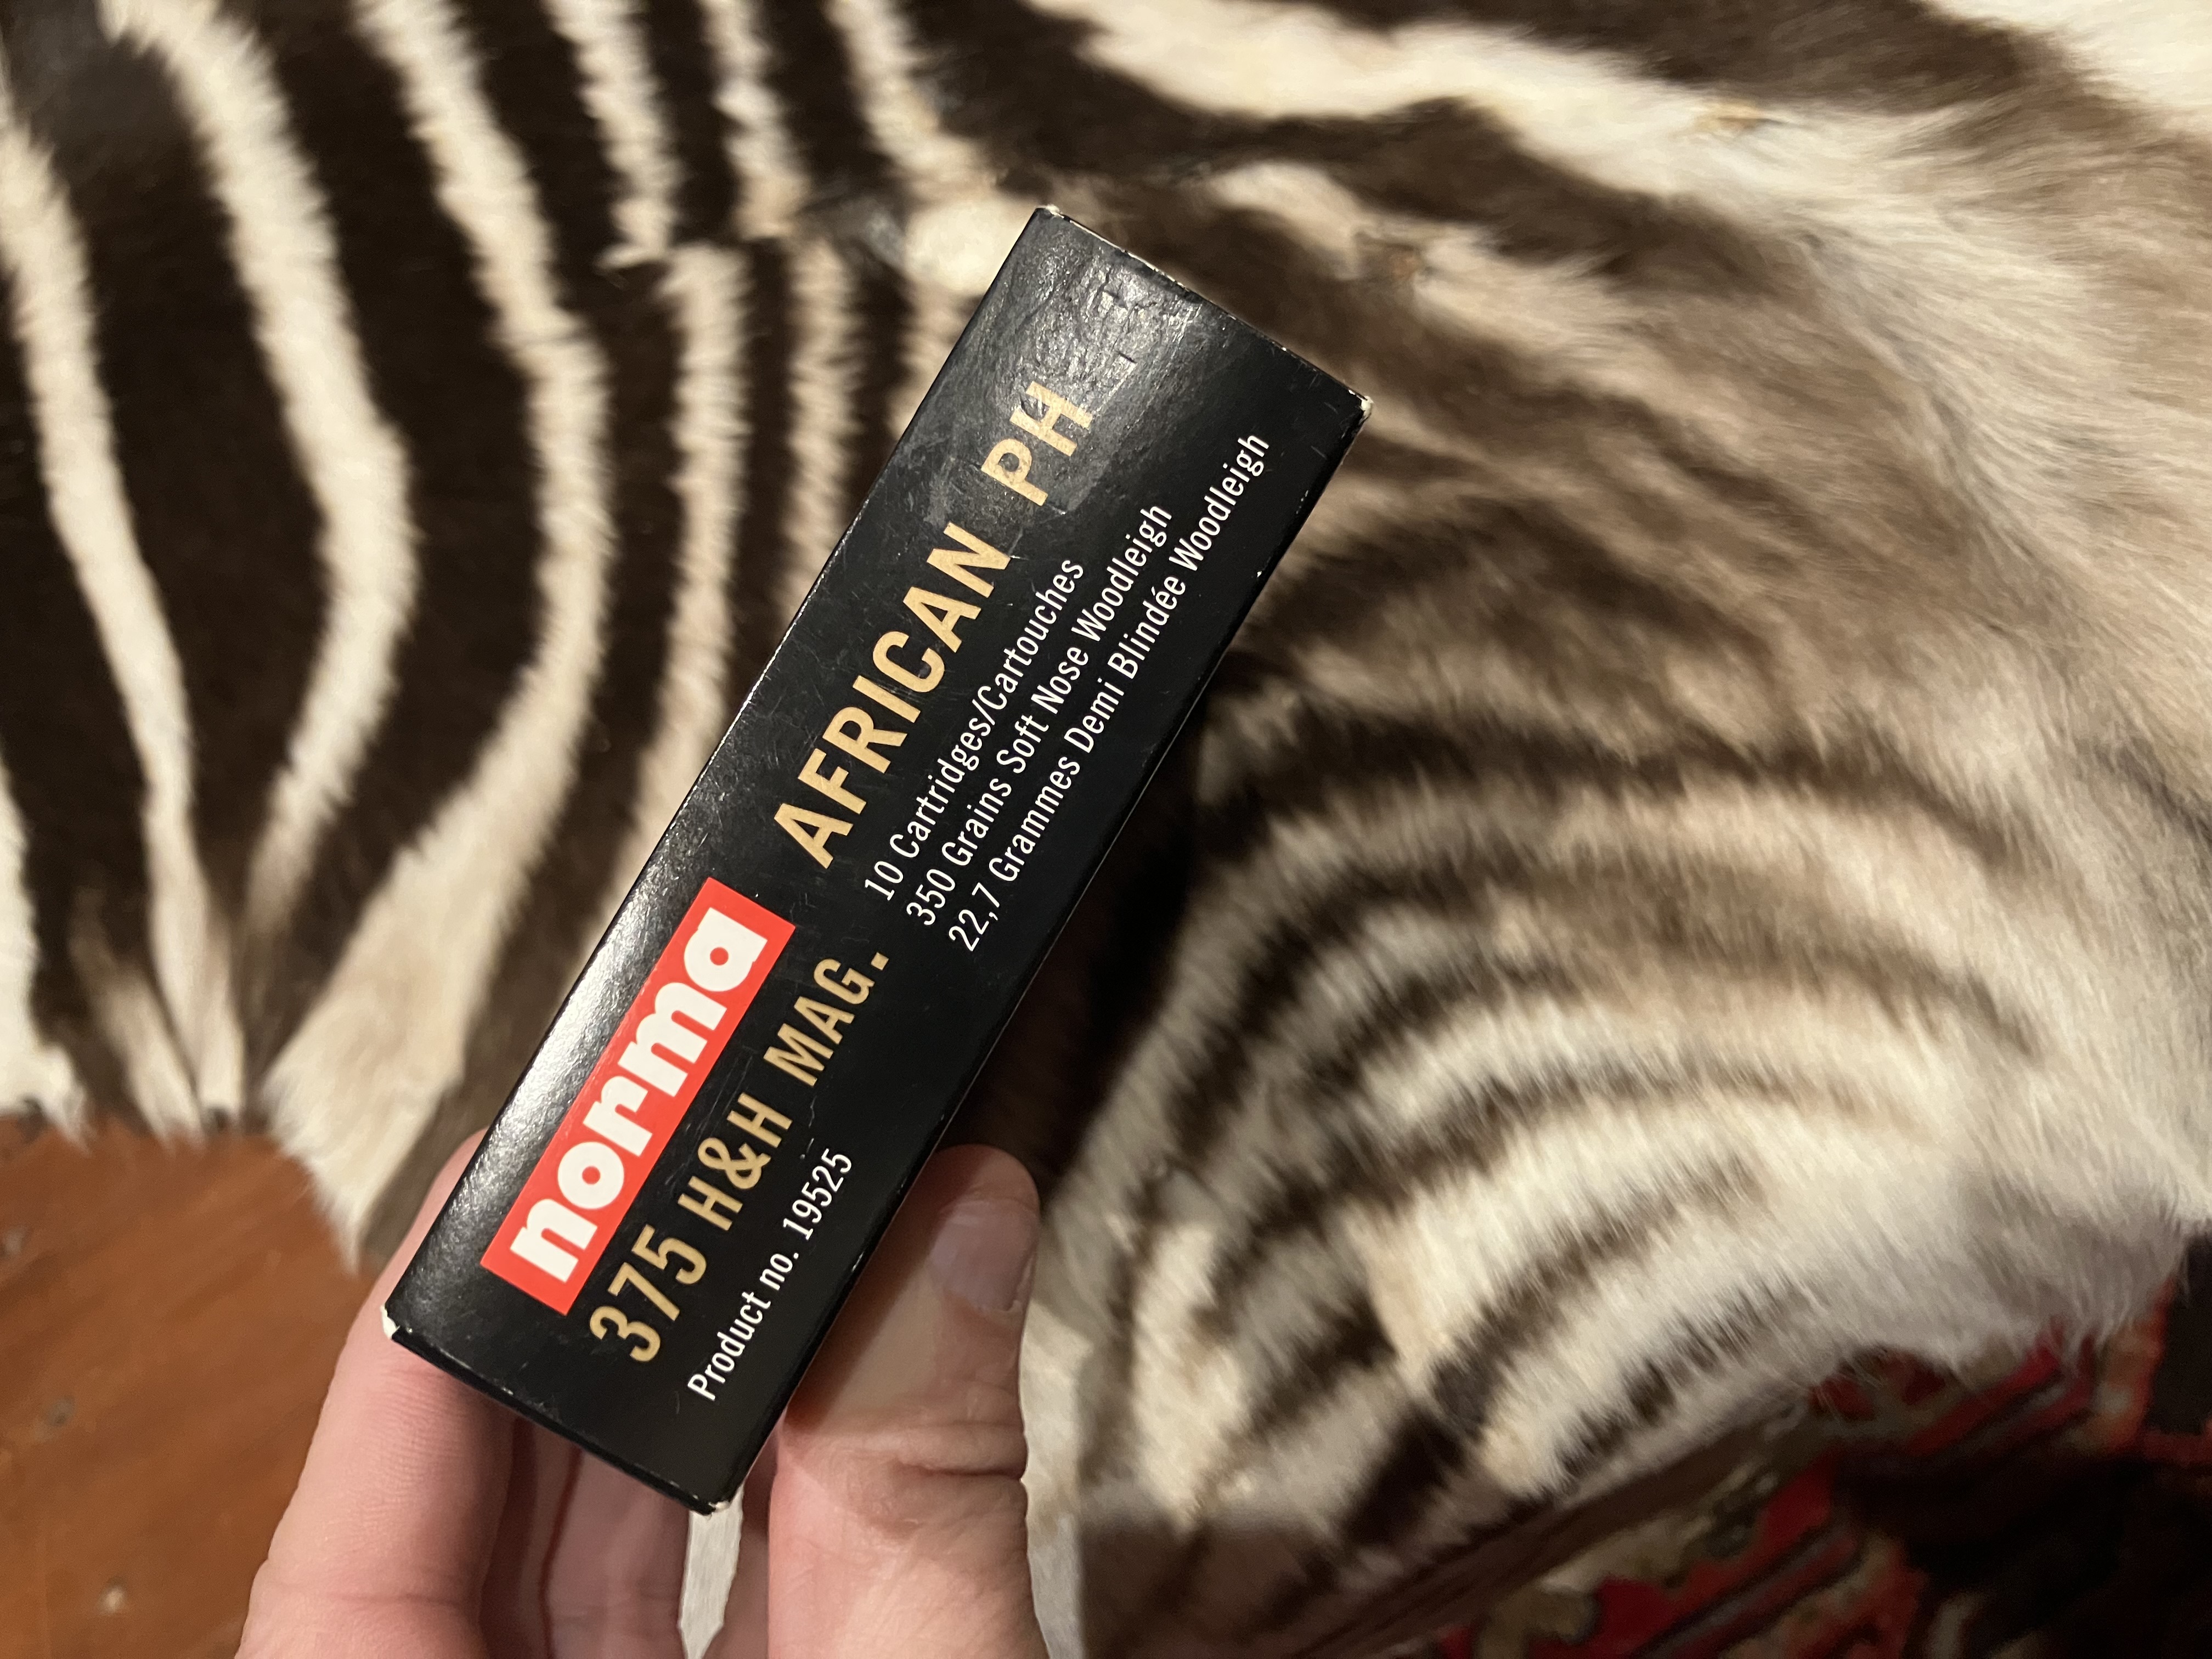 norma
375 H&H MAG.
Product no. 19525
AFRICAN PH
10 Cartridges/Cartouches
350 Grains Soft Nose Woodleigh
22,7 Grammes Demi Blindée Woodleigh